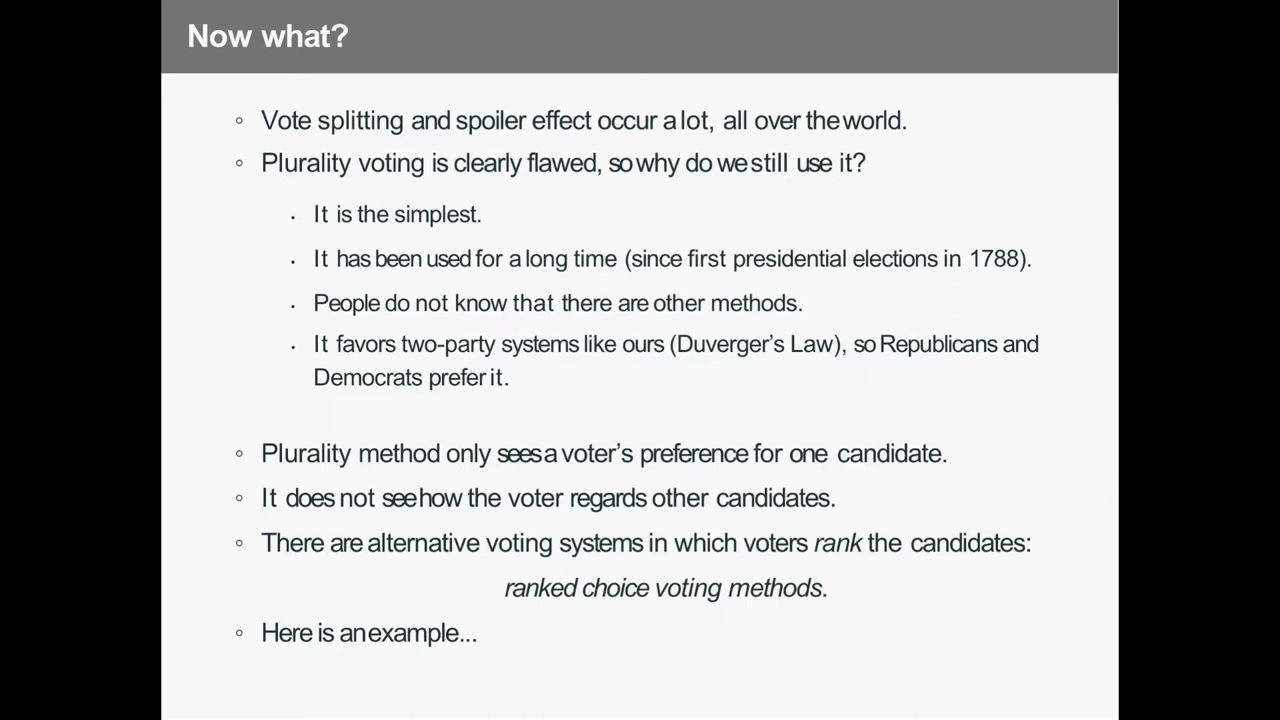 Now what?
Vote splitting and spoiler effect occur a lot, all over the world.
Plurality voting is clearly flawed, so why do we still use it?
It is the simplest.
It has been used for a long time (since first presidential elections in 1788).
People do not know that there are other methods.
It favors two-party systems like ours (Duverger’s Law), so Republicans and
Democrats prefer it.
Plurality method only sees a voter’s preference for one candidate.
It does not see how the voter regards other candidates.
There are alternative voting systems in which voters rank the candidates:
ranked choice voting methods.
Here is an example...